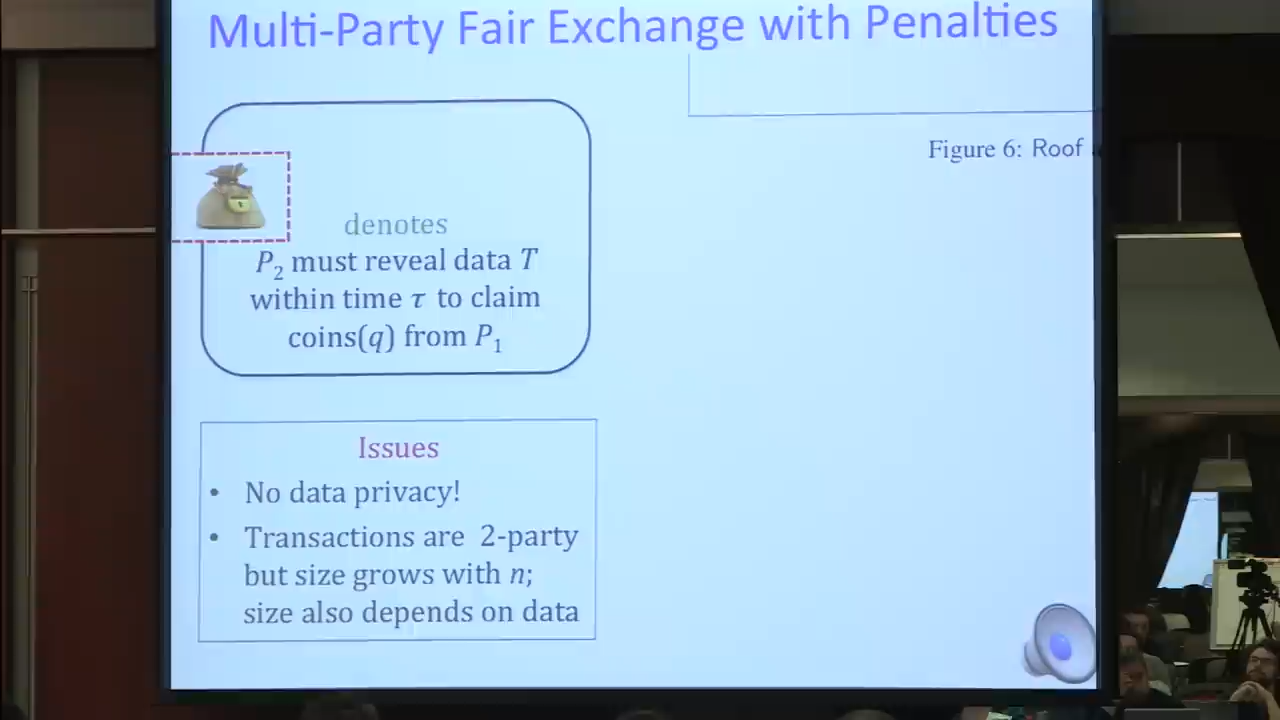 Multi-Party Fair Exchange with Penalties
Figure 6: Roof
denotes
P₂ must reveal data T
within time τ to claim
coins(q) from P₁
Issues
• No data privacy!
• Transactions are 2-party
but size grows with n;
size also depends on data